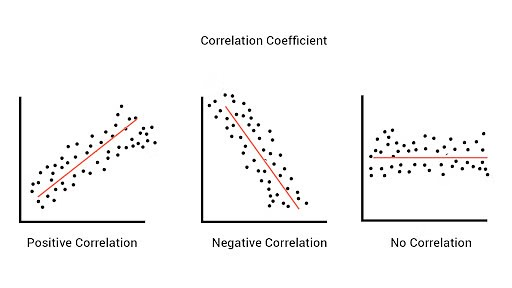 Correlation Coefficient
Positive Correlation
Negative Correlation
No Correlation